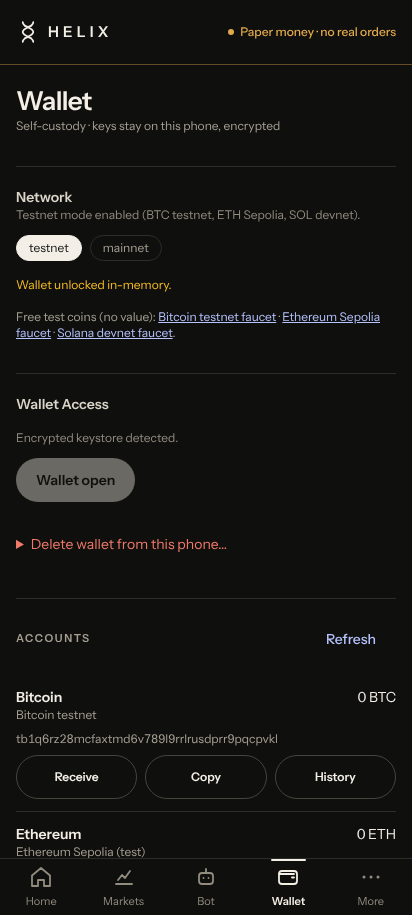 HELIX
Paper money · no real orders
Wallet
Self-custody · keys stay on this phone, encrypted
Network
Testnet mode enabled (BTC testnet, ETH Sepolia, SOL devnet).
testnet
mainnet
Wallet unlocked in-memory.
Free test coins (no value): Bitcoin testnet faucet · Ethereum Sepolia
faucet · Solana devnet faucet.
Wallet Access
Encrypted keystore detected.
Wallet open
Delete wallet from this phone...
ACCOUNTS
Refresh
Bitcoin
0 BTC
Bitcoin testnet
tb1q6rz28mcfaxtmd6v789l9rrlrusdprr9pqcpvkl
Receive
Copy
History
Ethereum
0 ETH
Ethereum Sepolia (test)
Home
Markets
Bot
Wallet
More